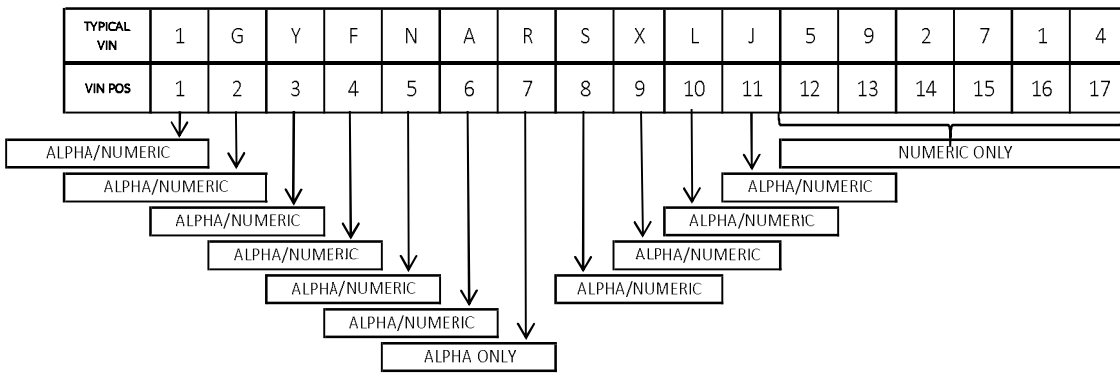 TYPICAL VIN 1 G Y F N A R S X L J 5 9 2 7 1 4
VIN POS 1 2 3 4 5 6 7 8 9 10 11 12 13 14 15 16 17
ALPHA/NUMERIC NUMERIC ONLY
ALPHA/NUMERIC ALPHA/NUMERIC
ALPHA/NUMERIC ALPHA/NUMERIC
ALPHA/NUMERIC ALPHA/NUMERIC
ALPHA/NUMERIC ALPHA/NUMERIC
ALPHA/NUMERIC
ALPHA ONLY